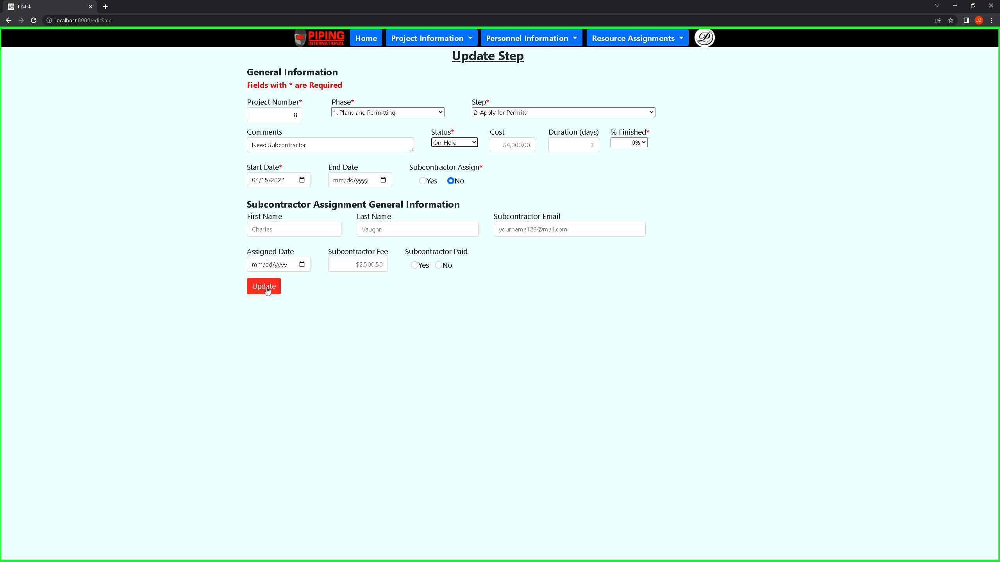 T.A.P.I.
localhost:8080/editStep
JZ
PIPING INTERNATIONAL Home Project Information Personnel Information Resource Assignments
Update Step
General Information
Fields with * are Required
Project Number* Phase* Step*
8 1. Plans and Permitting 2. Apply for Permits
Comments Status* Cost Duration (days) % Finished*
Need Subcontractor On-Hold $4,000.00 3 0%
Start Date* End Date Subcontractor Assign*
04/15/2022 mm/dd/yyyy Yes No
Subcontractor Assignment General Information
First Name Last Name Subcontractor Email
Charles Vaughn yourname123@mail.com
Assigned Date Subcontractor Fee Subcontractor Paid
mm/dd/yyyy $2,500.50 Yes No
Update